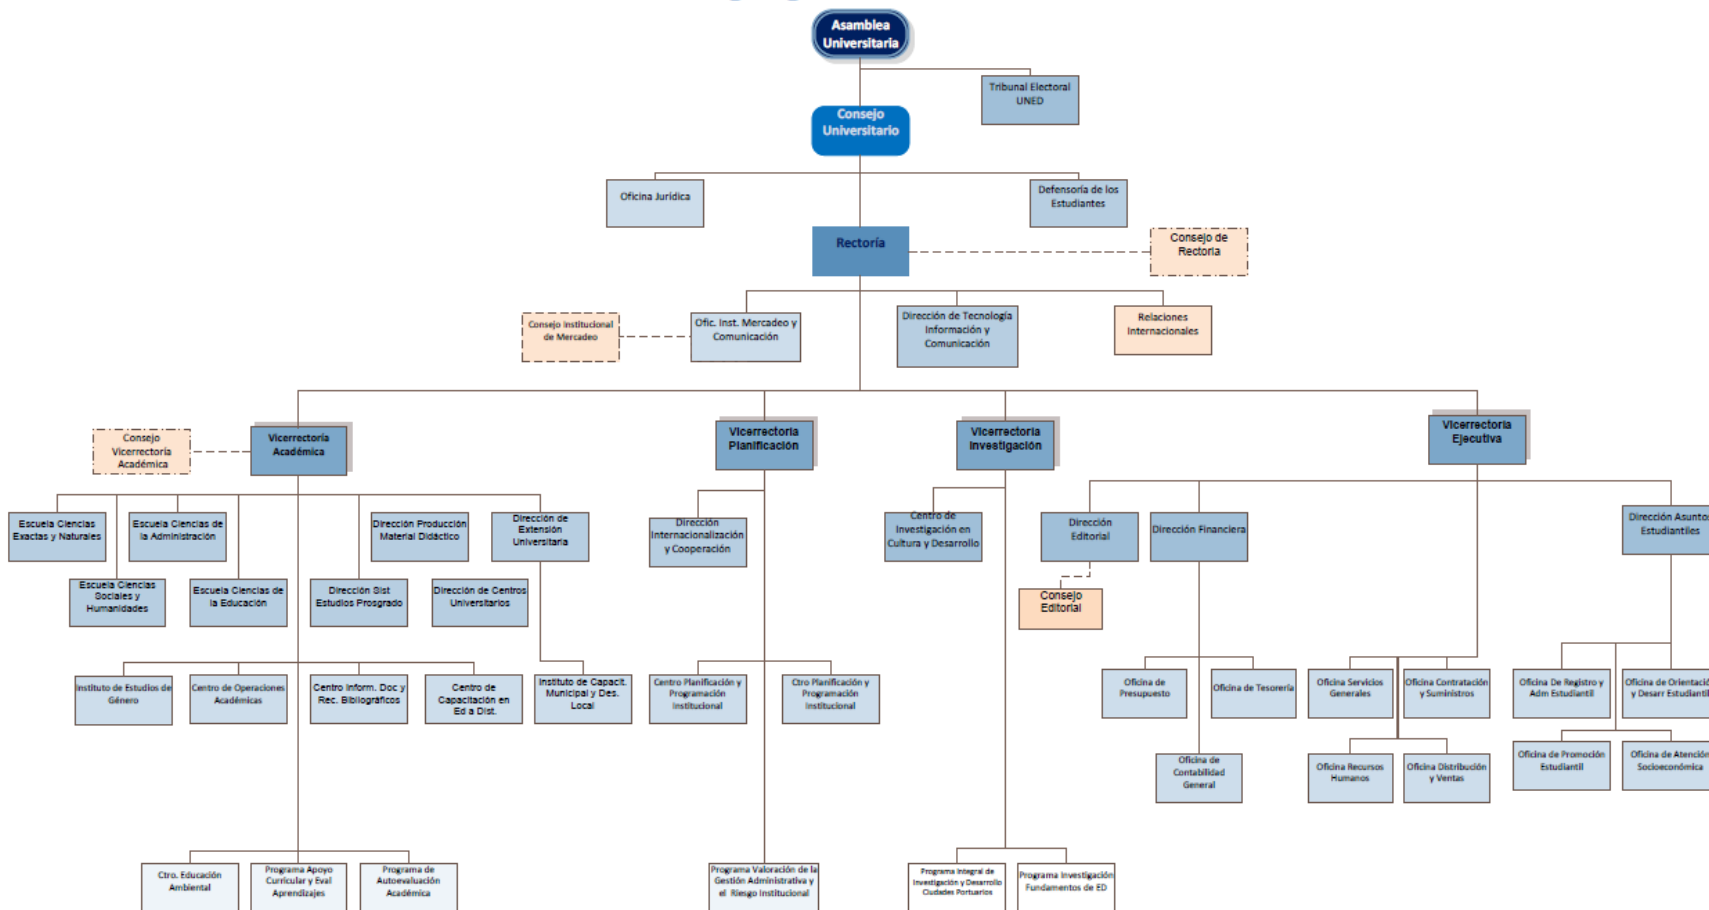 Asamblea
Universitaria
Tribunal Electoral
UNED
Consejo
Universitario
Oficina Jurídica
Defensoría de los
Estudiantes
Rectoría
Consejo de
Rectoria
Consejo Institucional
de Mercadeo
Ofic. Inst. Mercadeo y
Comunicación
Dirección de Tecnología
Información y
Comunicación
Relaciones
Internacionales
Consejo
Vicerrectoría
Académica
Vicerrectoría
Académica
Vicerrectoria
Planificación
Vicerrectoria
Investigación
Vicerrectoria
Ejecutiva
Escuela Ciencias
Exactas y Naturales
Escuela Ciencias de
la Administración
Dirección Producción
Material Didáctico
Dirección de
Extensión
Universitaria
Escuela Ciencias
Sociales y
Humanidades
Escuela Ciencias de
la Educación
Dirección Sist
Estudios Prosgrado
Dirección de Centros
Universitarios
Dirección
Internacionalización
y Cooperación
Centro de
Investigación en
Cultura y Desarrollo
Dirección
Editorial
Dirección Financiera
Dirección Asuntos
Estudiantiles
Consejo
Editorial
Instituto de Estudios de
Género
Centro de Operaciones
Académicas
Centro Inform. Doc y
Rec. Bibliográficos
Centro de
Capacitación en
Ed a Dist.
Instituto de Capacit.
Municipal y Des.
Local
Centro Planificación y
Programación
Institucional
Ctro Planificación y
Programación
Institucional
Oficina de
Presupuesto
Oficina de Tesorería
Oficina Servicios
Generales
Oficina Contratación
y Suministros
Oficina De Registro y
Adm Estudiantil
Oficina de Orientación
y Desarr Estudiantil
Oficina de
Contabilidad
General
Oficina Recursos
Humanos
Oficina Distribución
y Ventas
Oficina de Promoción
Estudiantil
Oficina de Atención
Socioeconómica
Ctro. Educación
Ambiental
Programa Apoyo
Curricular y Eval
Aprendizajes
Programa de
Autoevaluación
Académica
Programa Valoración de la
Gestión Administrativa y
el Riesgo Institucional
Programa Integral de
Investigación y Desarrollo
Ciudades Portuarios
Programa Investigación
Fundamentos de ED